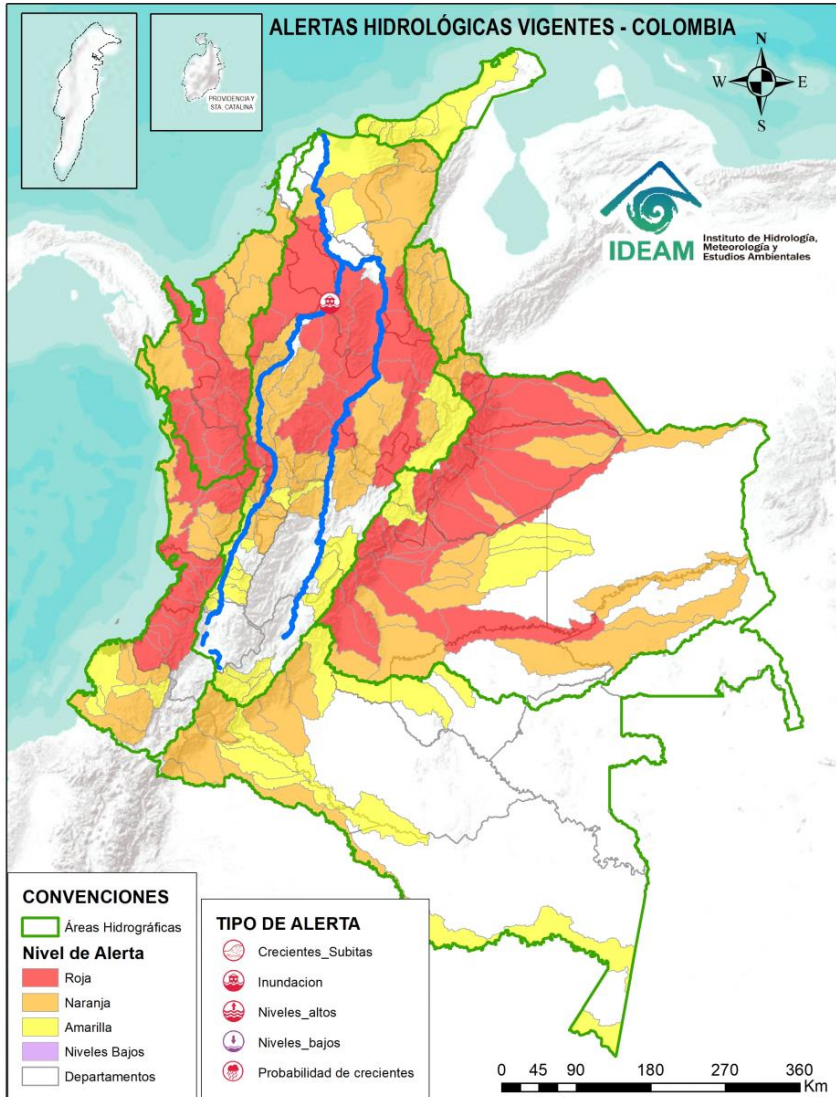 ALERTAS HIDROLÓGICAS VIGENTES - COLOMBIA
PROVIDENCIA Y
STA. CATALINA
N
W
E
S
IDEAM
Instituto de Hidrología,
Meteorología y
Estudios Ambientales
CONVENCIONES
Áreas Hidrográficas
Nivel de Alerta
Roja
Naranja
Amarilla
Niveles Bajos
Departamentos
TIPO DE ALERTA
Crecientes_Subitas
Inundacion
Niveles_altos
Niveles_bajos
Probabilidad de crecientes
0 45 90 180 270 360
Km